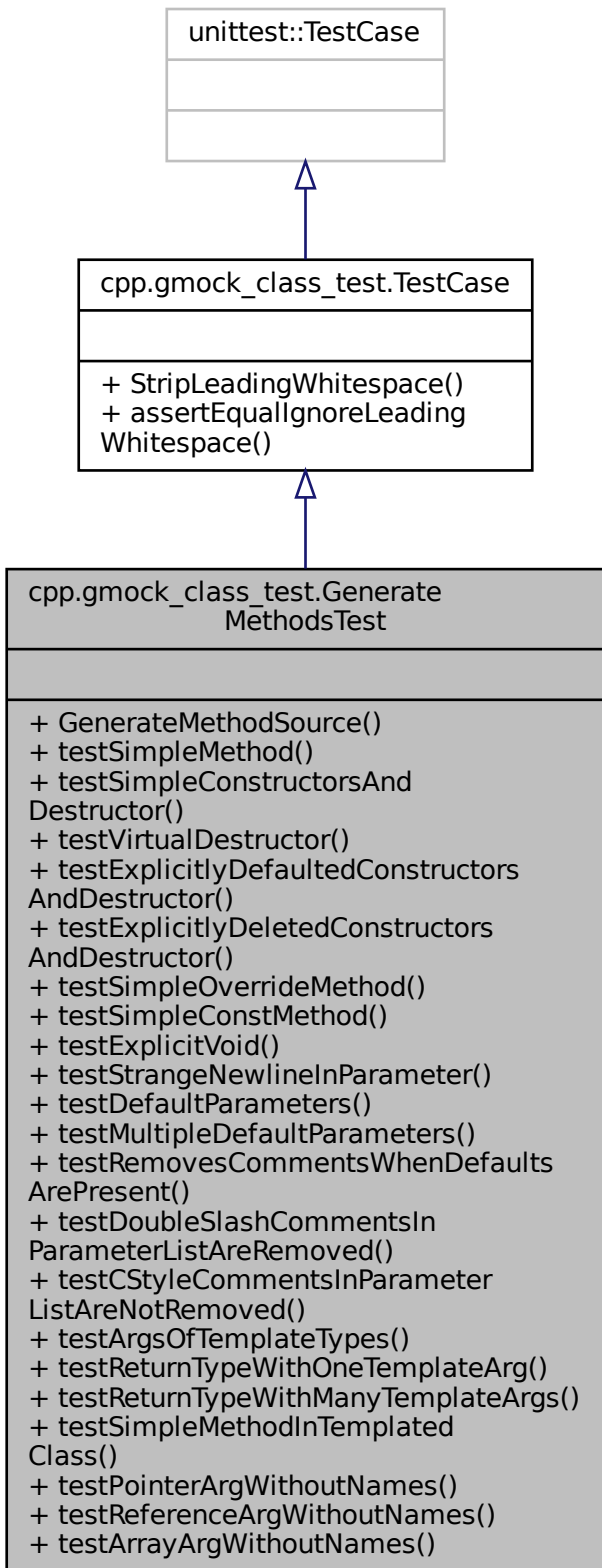 unittest::TestCase
cpp.gmock_class_test.TestCase
+ StripLeadingWhitespace()
+ assertEqualIgnoreLeading
Whitespace()
cpp.gmock_class_test.Generate
MethodsTest
+ GenerateMethodSource()
+ testSimpleMethod()
+ testSimpleConstructorsAnd
Destructor()
+ testVirtualDestructor()
+ testExplicitlyDefaultedConstructors
AndDestructor()
+ testExplicitlyDeletedConstructors
AndDestructor()
+ testSimpleOverrideMethod()
+ testSimpleConstMethod()
+ testExplicitVoid()
+ testStrangeNewlineInParameter()
+ testDefaultParameters()
+ testMultipleDefaultParameters()
+ testRemovesCommentsWhenDefaults
ArePresent()
+ testDoubleSlashCommentsIn
ParameterListAreRemoved()
+ testCStyleCommentsInParameter
ListAreNotRemoved()
+ testArgsOfTemplateTypes()
+ testReturnTypeWithOneTemplateArg()
+ testReturnTypeWithManyTemplateArgs()
+ testSimpleMethodInTemplated
Class()
+ testPointerArgWithoutNames()
+ testReferenceArgWithoutNames()
+ testArrayArgWithoutNames()